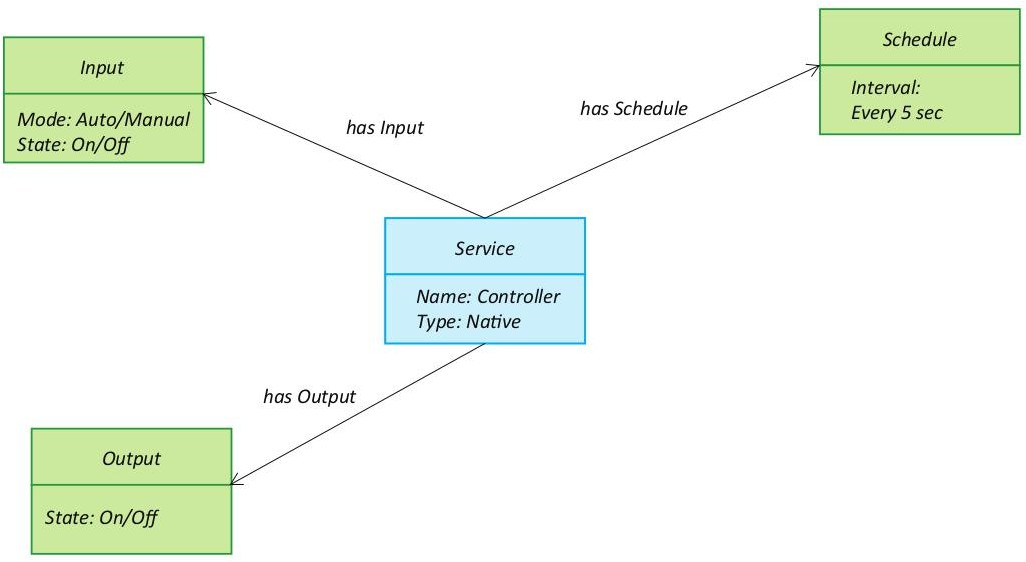 Schedule
Interval:
Every 5 sec
Input
Mode: Auto/Manual
State: On/Off
has Input
has Schedule
Service
Name: Controller
Type: Native
has Output
Output
State: On/Off